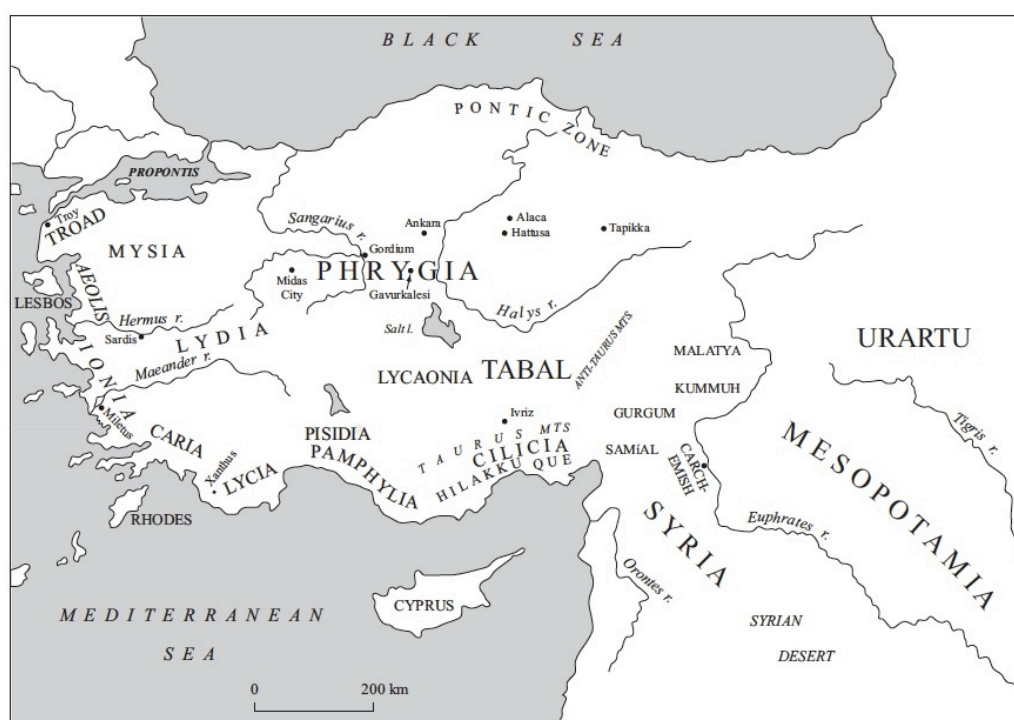 BLACK SEA
PONTIC ZONE
PROPONTIS
Troy
TROAD
MYSIA
Sangarius r.
Ankara
Alaca
Hattusa
Tapikka
Gordium
PHRYGIA
Midas
City
Gavurkalesi
AEOLIS
LESBOS
Hermus r.
Halys r.
Sardis
LYDIA
Salt l.
ANTI-TAURUS MTS.
URARTU
MALATYA
IONIA
Maeander r.
LYCAONIA
TABAL
KUMMUH
Miletus
Ivriz
GURGUM
Tigris r.
CARIA
PISIDIA
TAURUS MTS
CILICIA
SAMíAL
CARCH-
EMISH
MESOPOTAMIA
Xanthus
LYCIA
PAMPHYLIA
HILAKKU QUE
RHODES
SYRIA
Euphrates r.
Orontes r.
CYPRUS
MEDITERRANEAN
SEA
SYRIAN
DESERT
0 200 km